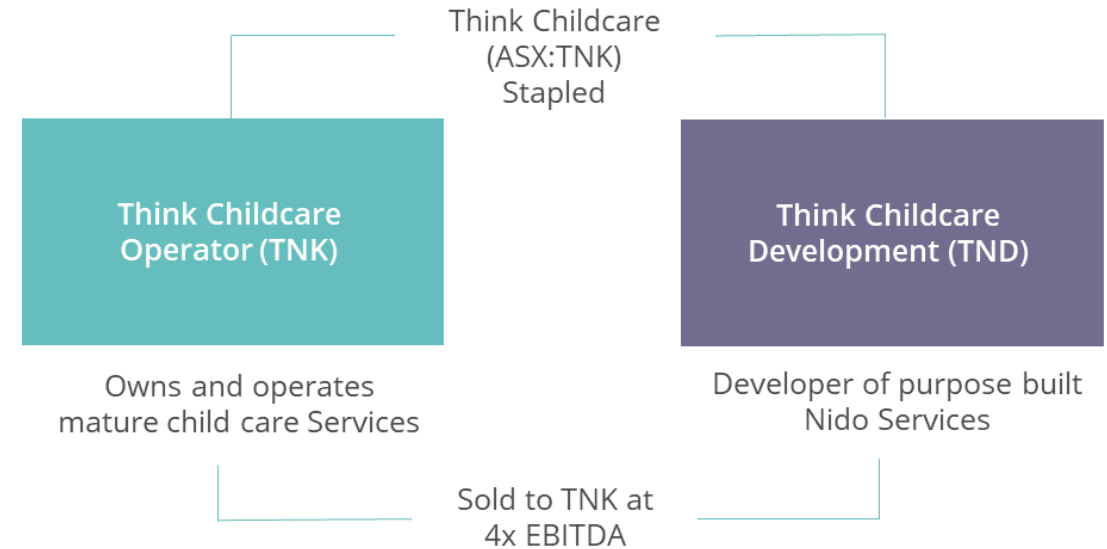 Think Childcare
(ASX:TNK)
Stapled
Think Childcare
Operator (TNK)
Think Childcare
Development (TND)
Owns and operates
mature child care Services
Developer of purpose built
Nido Services
Sold to TNK at
4x EBITDA